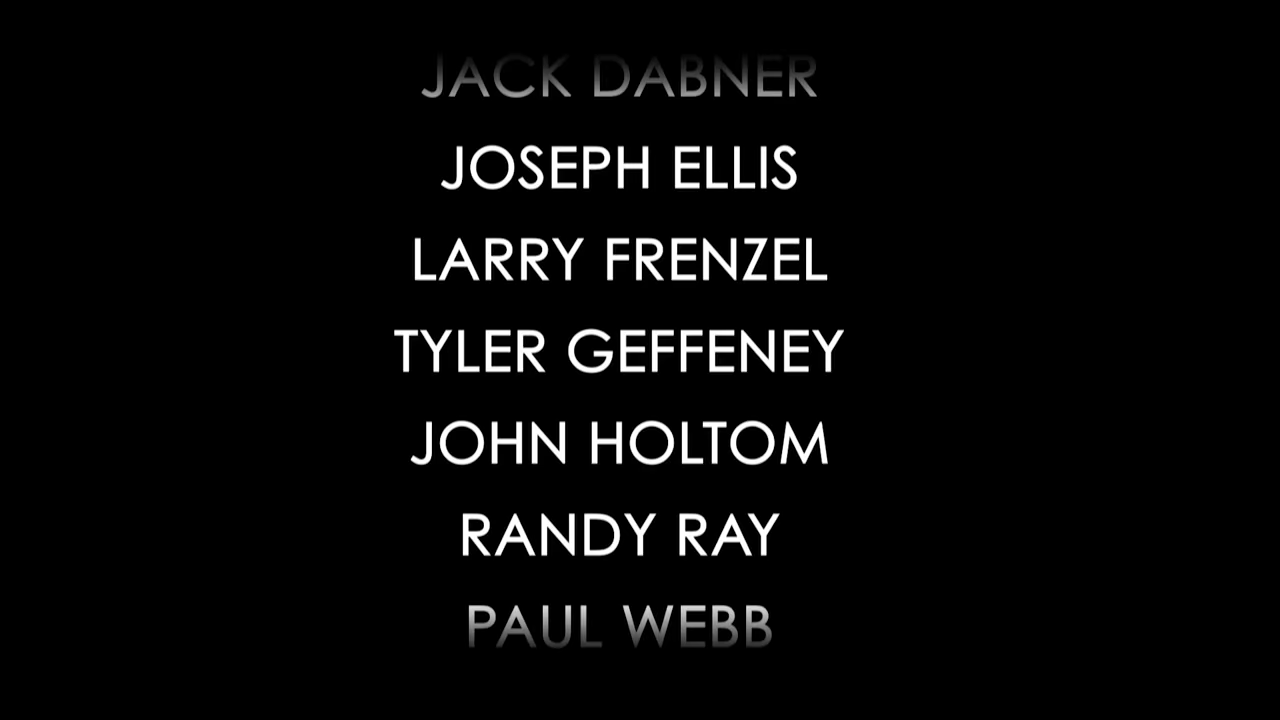 JACK DABNER
JOSEPH ELLIS
LARRY FRENZEL
TYLER GEFFENEY
JOHN HOLTOM
RANDY RAY
PAUL WEBB